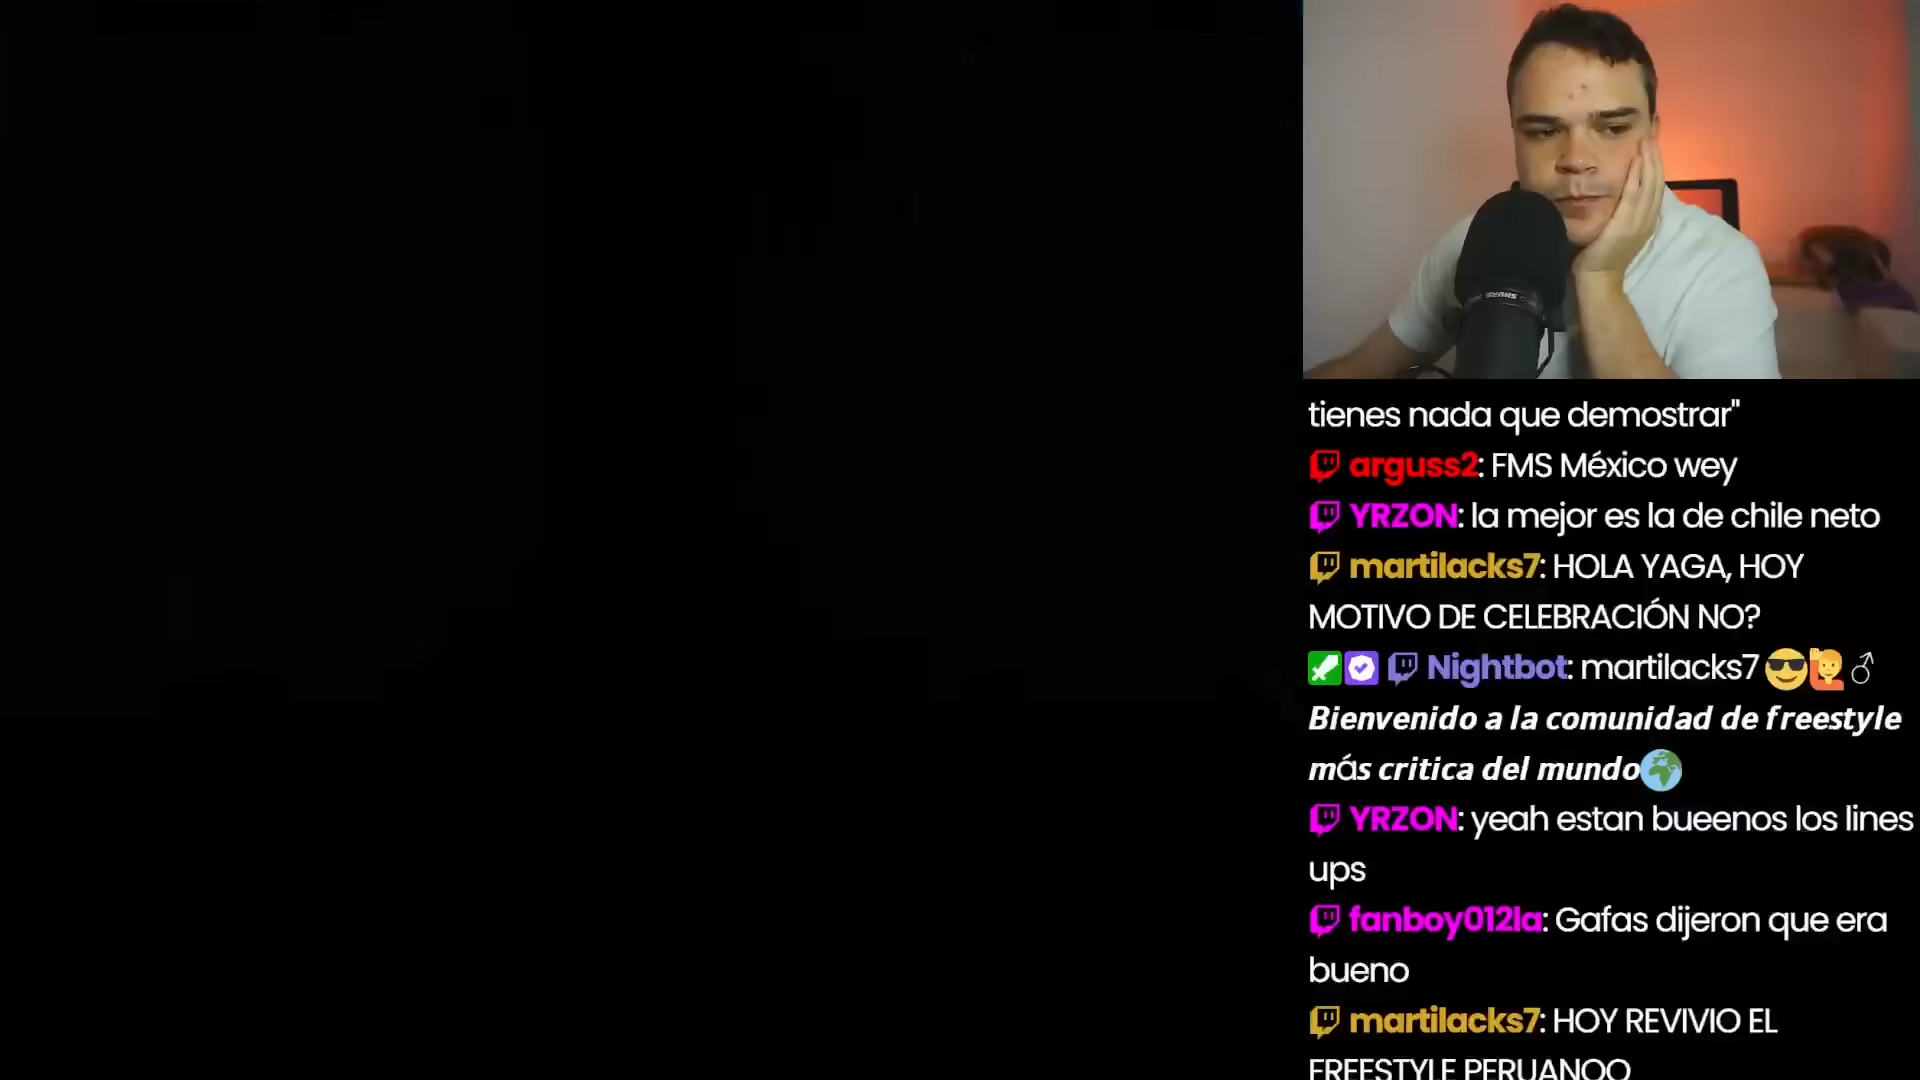 SHURE
tienes nada que demostrar"
arguss2: FMS México wey
YRZON: la mejor es la de chile neto
martilacks7: HOLA YAGA, HOY
MOTIVO DE CELEBRACIÓN NO?
Nightbot: martilacks7 😎🙋♂
Bienvenido a la comunidad de freestyle
más critica del mundo🌍
YRZON: yeah estan bueenos los lines
ups
fanboy012la: Gafas dijeron que era
bueno
martilacks7: HOY REVIVIO EL
FREESTYLE PERUANOO